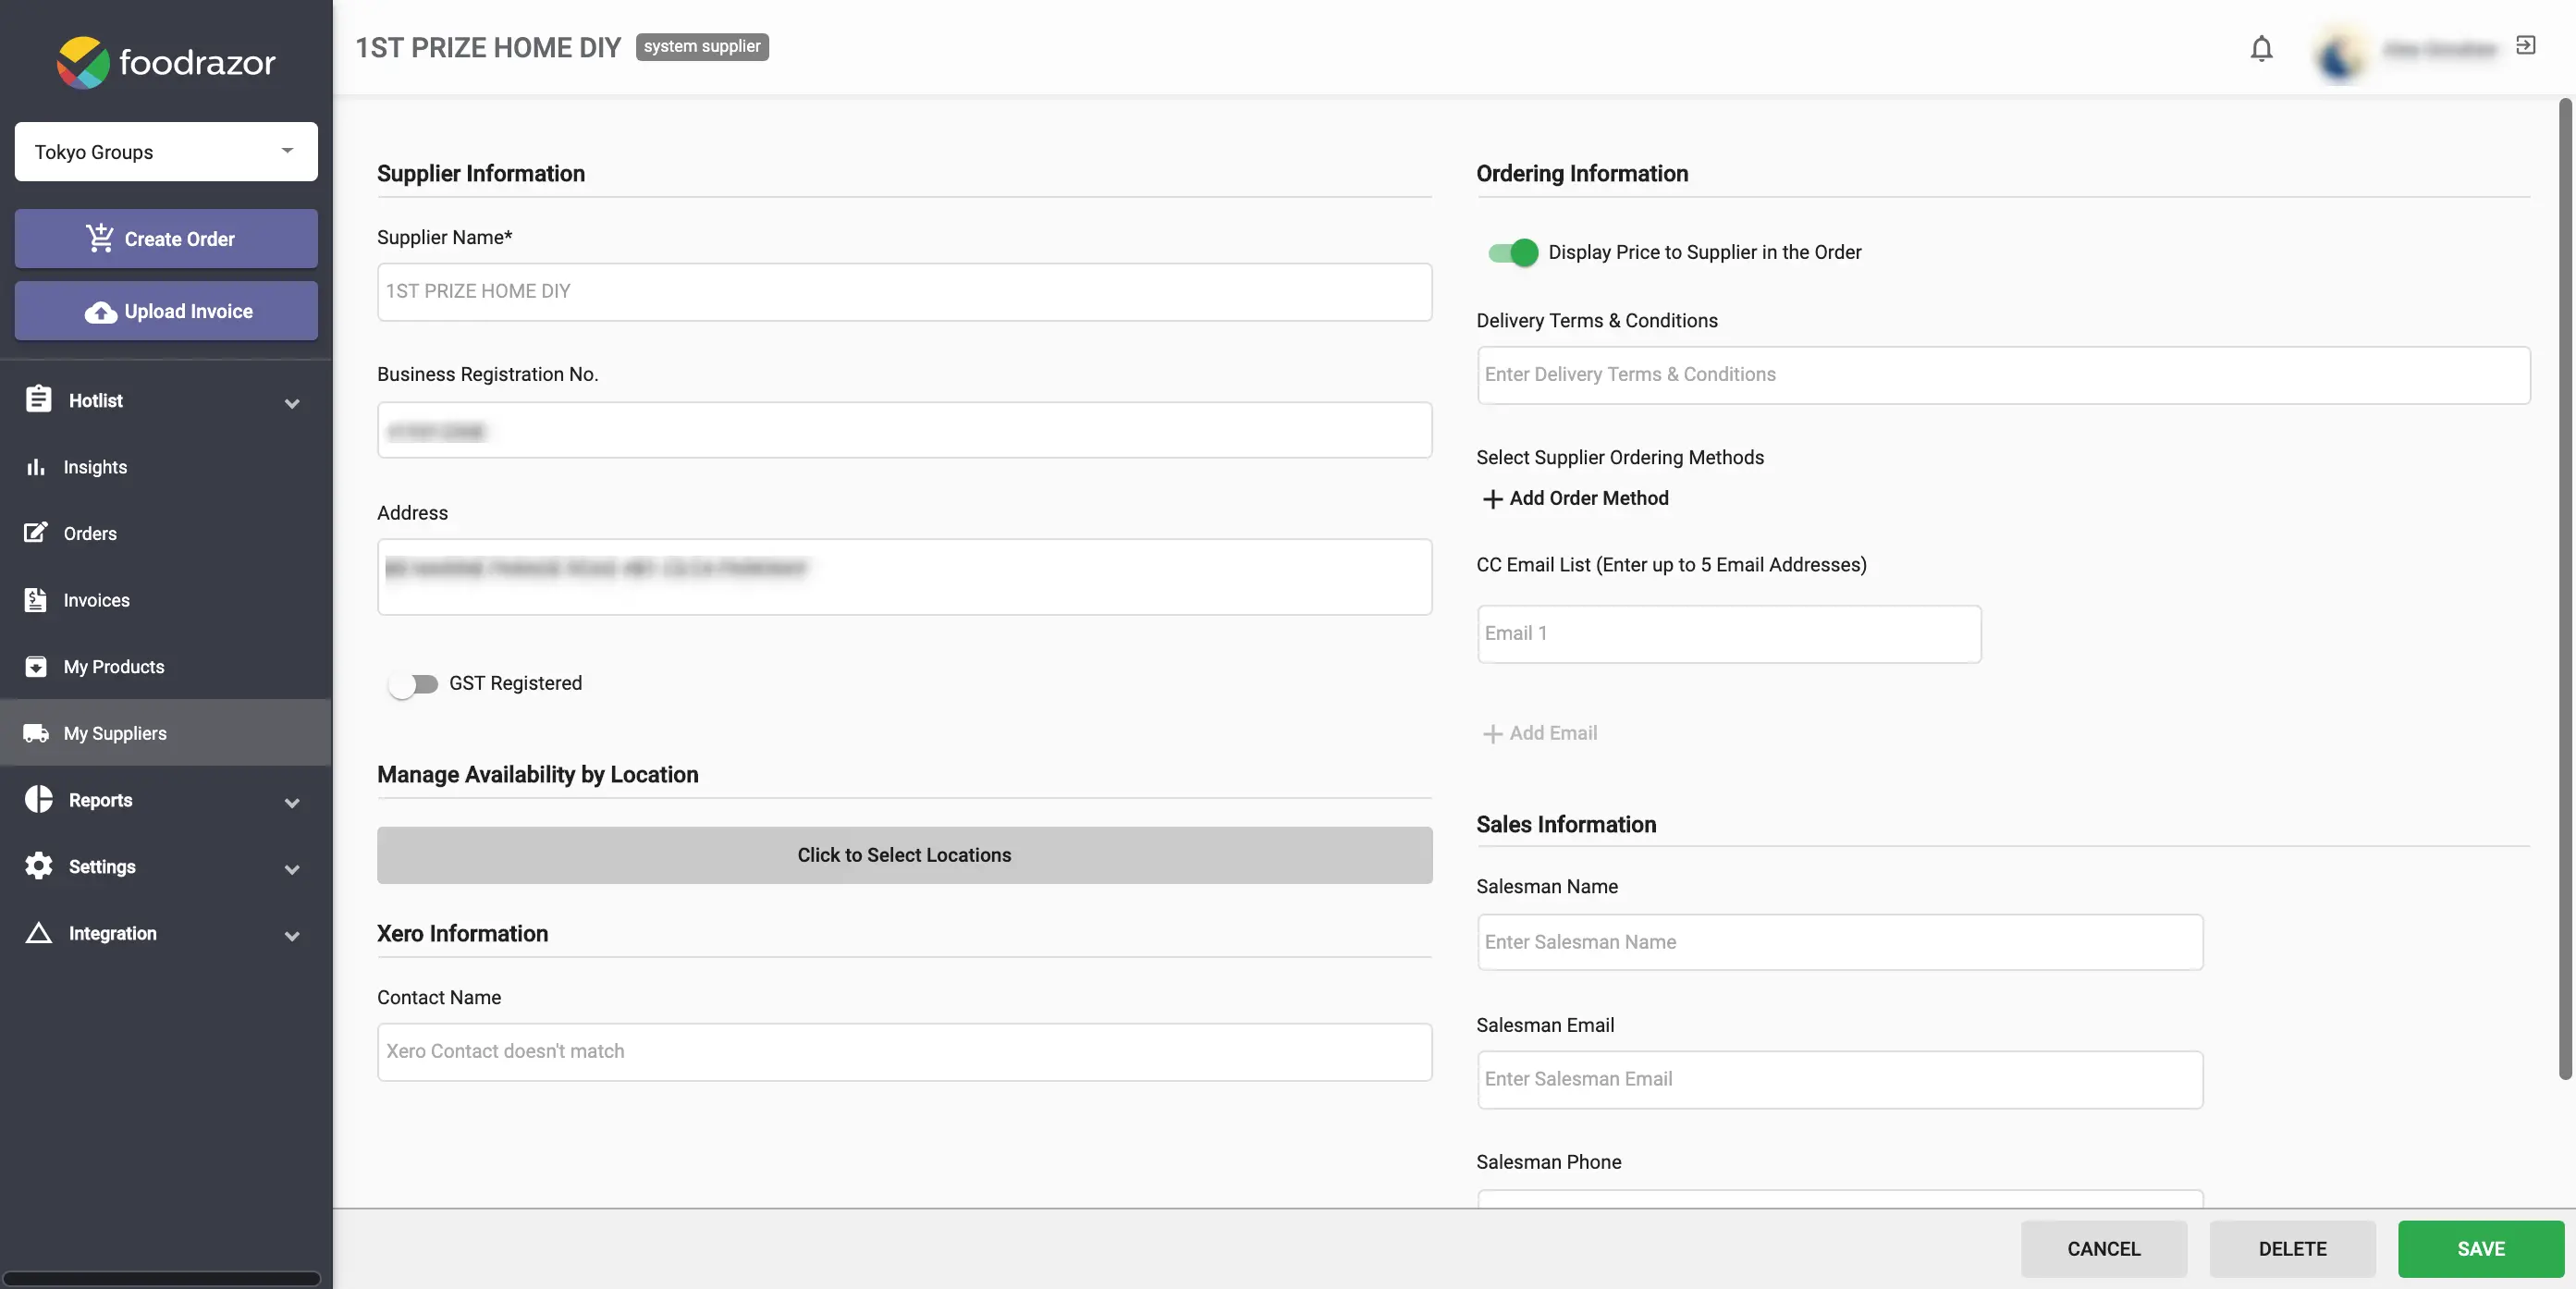 foodrazor
Tokyo Groups
Create Order
Upload Invoice
Hotlist
Insights
Orders
Invoices
My Products
My Suppliers
Reports
Settings
Integration
1ST PRIZE HOME DIY system supplier
Supplier Information
Supplier Name*
1ST PRIZE HOME DIY
Business Registration No.
Address
GST Registered
Manage Availability by Location
Click to Select Locations
Xero Information
Contact Name
Xero Contact doesn't match
Ordering Information
Display Price to Supplier in the Order
Delivery Terms & Conditions
Enter Delivery Terms & Conditions
Select Supplier Ordering Methods
+ Add Order Method
CC Email List (Enter up to 5 Email Addresses)
Email 1
+ Add Email
Sales Information
Salesman Name
Enter Salesman Name
Salesman Email
Enter Salesman Email
Salesman Phone
CANCEL
DELETE
SAVE